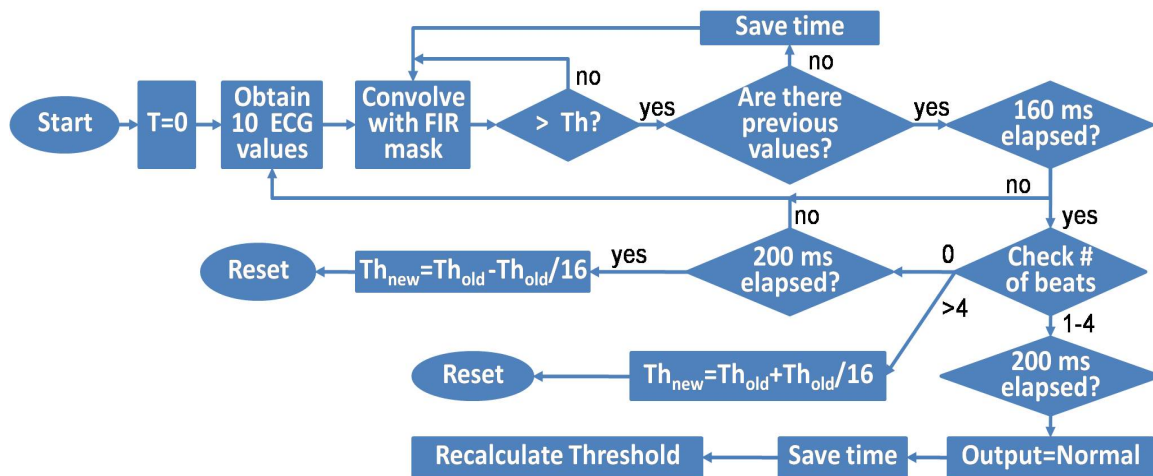 Save time
no
no
Start
T=0
Obtain
10 ECG
values
Convolve
with FIR
mask
> Th?
yes
Are there
previous
values?
yes
160 ms
elapsed?
no
yes
no
Reset
Thnew=Thold-Thold/16
yes
200 ms
elapsed?
0
Check #
of beats
>4
1-4
Reset
Thnew=Thold+Thold/16
200 ms
elapsed?
Recalculate Threshold
Save time
Output=Normal